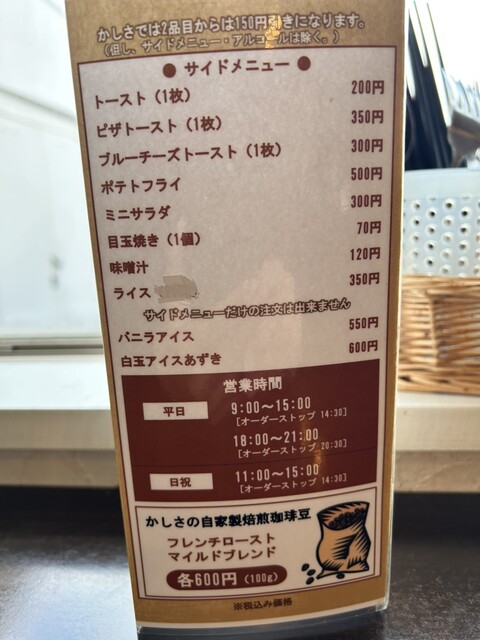 かしさでは2品目からは150円引きになります。
（但し、サイドメニュー・アルコールは除く。）
● サイドメニュー ●
トースト（1枚） 200円
ピザトースト（1枚） 350円
ブルーチーズトースト（1枚） 300円
ポテトフライ 500円
ミニサラダ 300円
目玉焼き（1個） 70円
味噌汁 120円
ライス 350円
サイドメニューだけの注文は出来ません
バニラアイス 550円
白玉アイスあずき 600円
営業時間
平日 9:00〜15:00
[オーダーストップ 14:30]
18:00〜21:00
[オーダーストップ 20:30]
日祝 11:00〜15:00
[オーダーストップ 14:30]
かしさの自家製焙煎珈琲豆
フレンチロースト
マイルドブレンド
各600円（100g）
※税込み価格